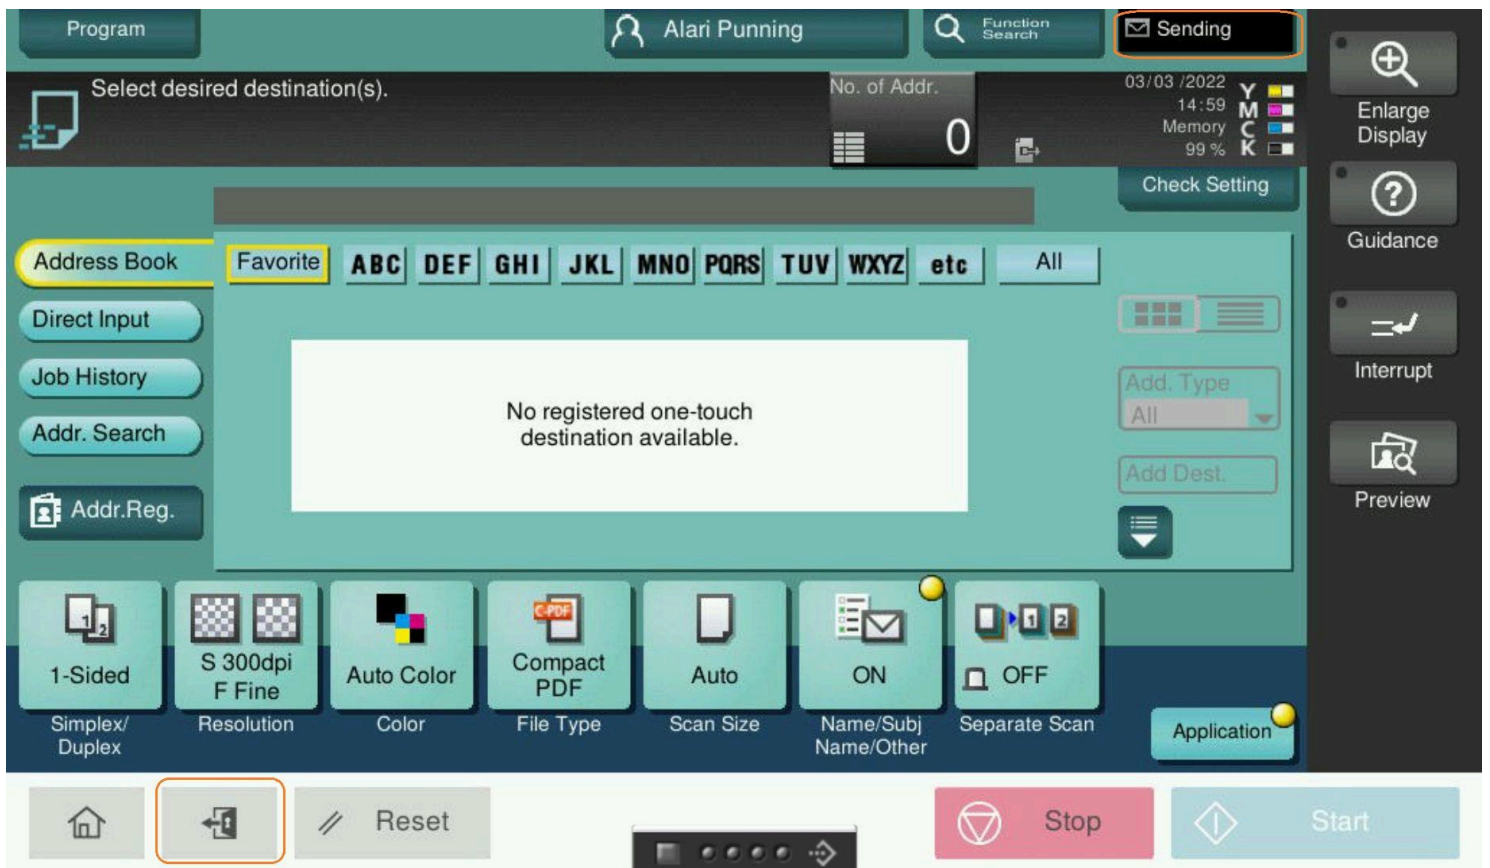 Program
Alari Punning
Function
Search
Sending
Select desired destination(s).
No. of Addr.
0
03/03 /2022
14:59
Memory
99 %
Y
M
C
K
Enlarge
Display
Check Setting
Guidance
Address Book
Favorite ABC DEF GHI JKL MNO PQRS TUV WXYZ etc All
Direct Input
Job History
Addr. Search
Addr.Reg.
No registered one-touch
destination available.
Add. Type
All
Add Dest.
Interrupt
Preview
1 2
1-Sided
Simplex/
Duplex
S 300dpi
F Fine
Resolution
Auto Color
Color
C-PDF
Compact
PDF
File Type
Auto
Scan Size
ON
Name/Subj
Name/Other
1 2
OFF
Separate Scan
Application
Reset
Stop
Start